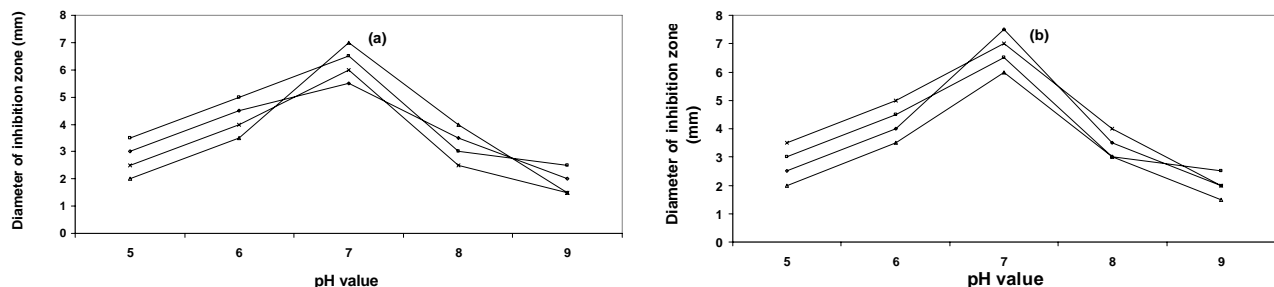 Diameter of inhibition zone (mm)
8
7
6
5
4
3
2
1
0
(a)
5 6 7 8 9
pH value
Diameter of inhibition zone
(mm)
8
7
6
5
4
3
2
1
0
(b)
5 6 7 8 9
pH value